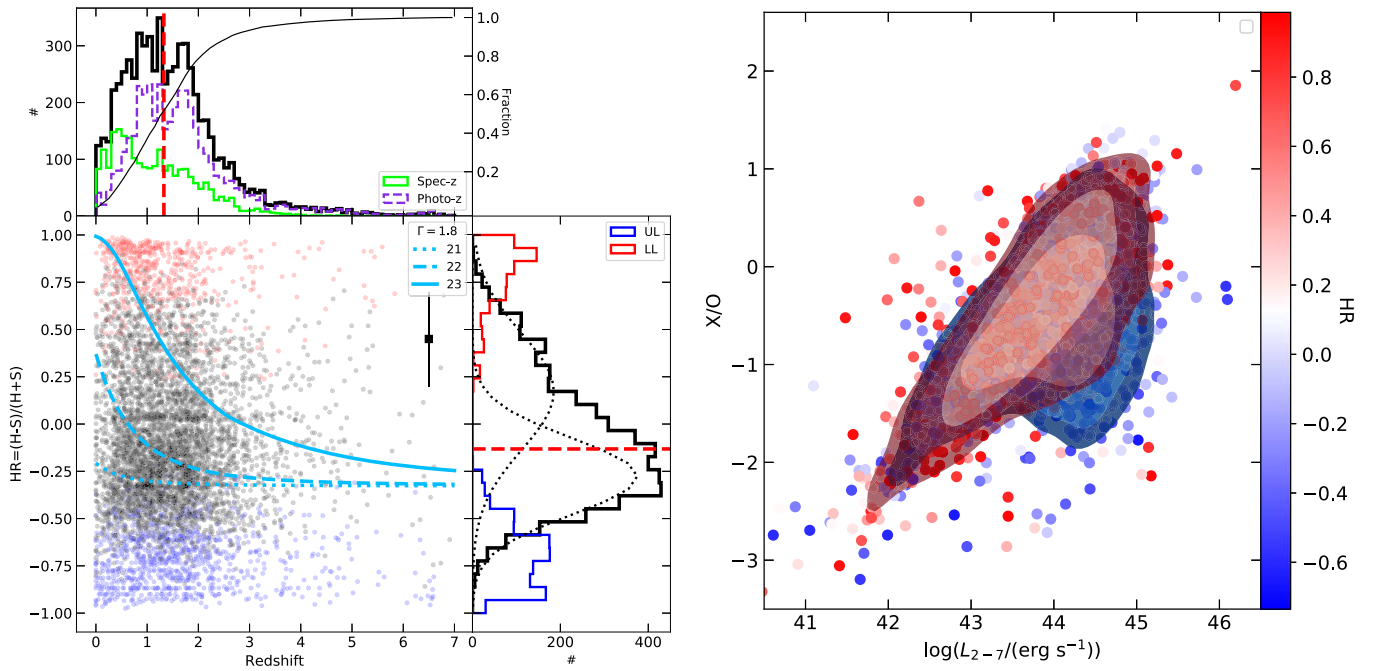 300
200
100
0
#
1.0
0.8
0.6
0.4
0.2
Fraction
Spec-z
Photo-z
1.00
0.75
0.50
0.25
0.00
−0.25
−0.50
−0.75
−1.00
HR=(H-S)/(H+S)
Γ = 1.8
21
22
23
0 1 2 3 4 5 6 7
Redshift
UL
LL
0 200 400
#
2
1
0
−1
−2
−3
X/O
41 42 43 44 45 46
log(L₂₋₇/(erg s⁻¹))
0.8
0.6
0.4
0.2
0.0
−0.2
−0.4
−0.6
HR